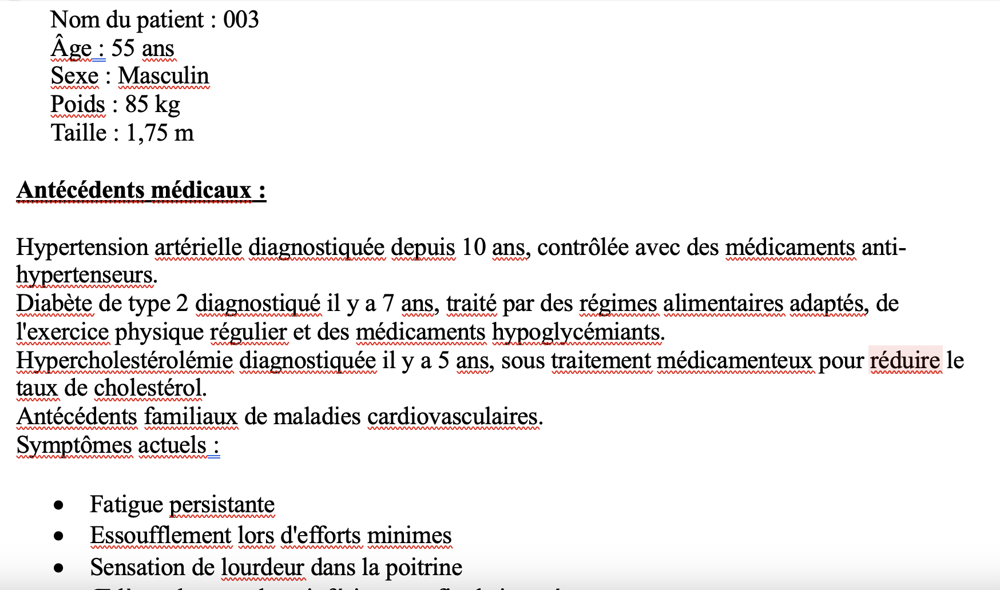 Nom du patient : 003
Âge : 55 ans
Sexe : Masculin
Poids : 85 kg
Taille : 1,75 m
Antécédents médicaux :
Hypertension artérielle diagnostiquée depuis 10 ans, contrôlée avec des médicaments anti-
hypertenseurs.
Diabète de type 2 diagnostiqué il y a 7 ans, traité par des régimes alimentaires adaptés, de
l'exercice physique régulier et des médicaments hypoglycémiants.
Hypercholestérolémie diagnostiquée il y a 5 ans, sous traitement médicamenteux pour réduire le
taux de cholestérol.
Antécédents familiaux de maladies cardiovasculaires.
Symptômes actuels :
• Fatigue persistante
• Essoufflement lors d'efforts minimes
• Sensation de lourdeur dans la poitrine